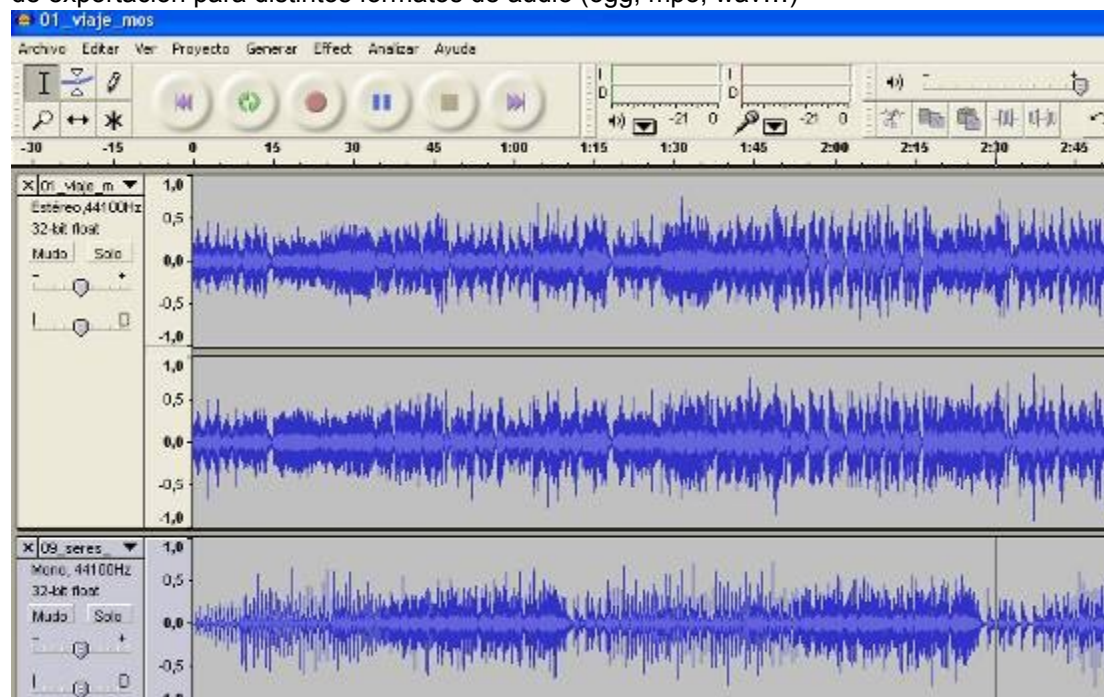 de exportación para distintos formatos de audio (ogg, mp3, wav…)
01_viaje_mos
Archivo Editar Ver Proyecto Generar Effect Analizar Ayuda
I D -21 0 I D -21 0
-30 -15 0 15 30 45 1:00 1:15 1:30 1:45 2:00 2:15 2:30 2:45
01_viaje_m
Estéreo,44100Hz
32-bit float
Mudo Solo
- +
I D
1,0
0,5
0,0
-0,5
-1,0
1,0
0,5
0,0
-0,5
-1,0
09_seres_
Mono, 44100Hz
32-bit float
Mudo Solo
- +
I D
1,0
0,5
0,0
-0,5
-1,0